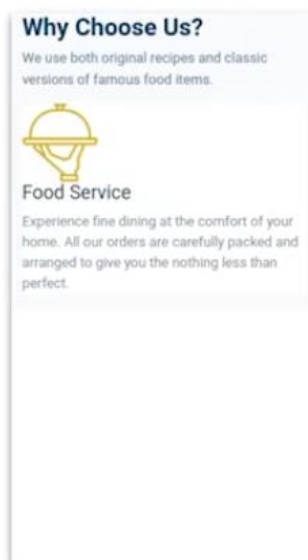 Why Choose Us?
We use both original recipes and classic
versions of famous food items.
Food Service
Experience fine dining at the comfort of your
home. All our orders are carefully packed and
arranged to give you the nothing less than
perfect.